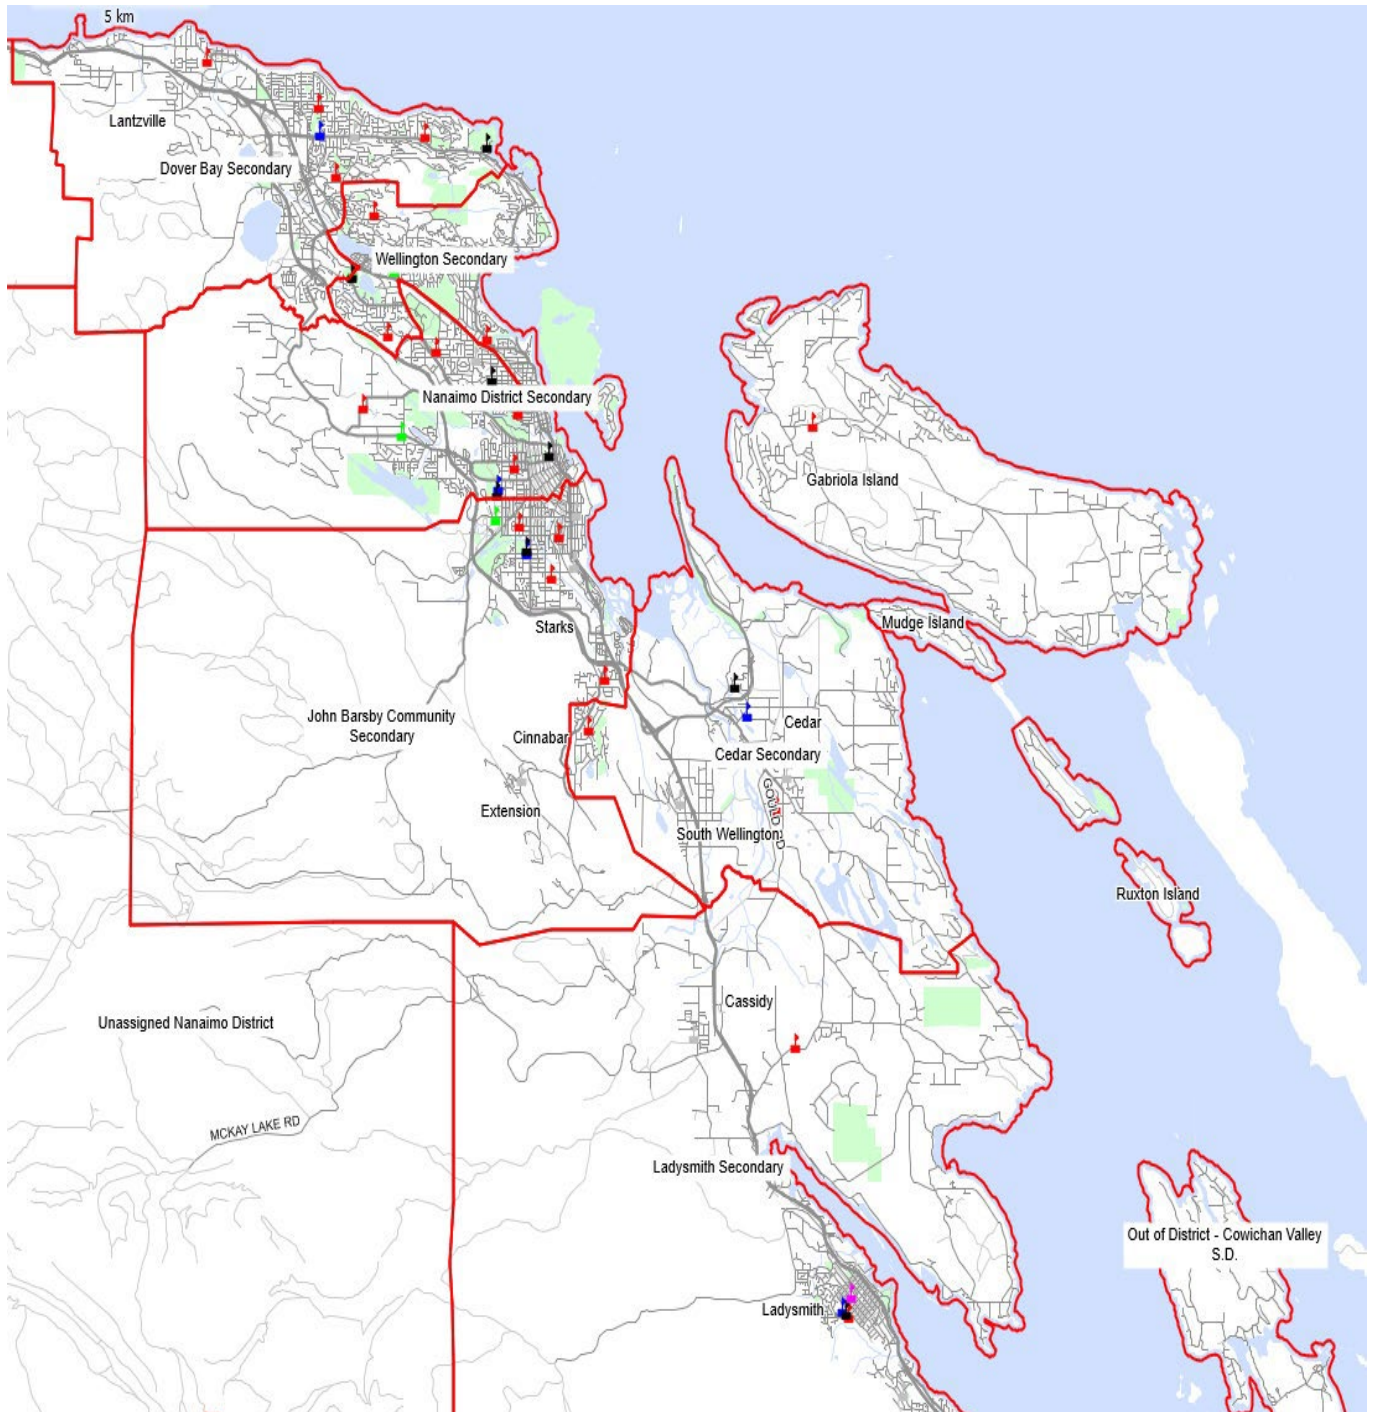 5 km
Lantzville
Dover Bay Secondary
Wellington Secondary
Nanaimo District Secondary
Gabriola Island
Mudge Island
Starks
John Barsby Community
Secondary
Cinnabar
Cedar
Cedar Secondary
Extension
South Wellington
Ruxton Island
Cassidy
Unassigned Nanaimo District
MCKAY LAKE RD
Ladysmith Secondary
Out of District - Cowichan Valley
S.D.
Ladysmith